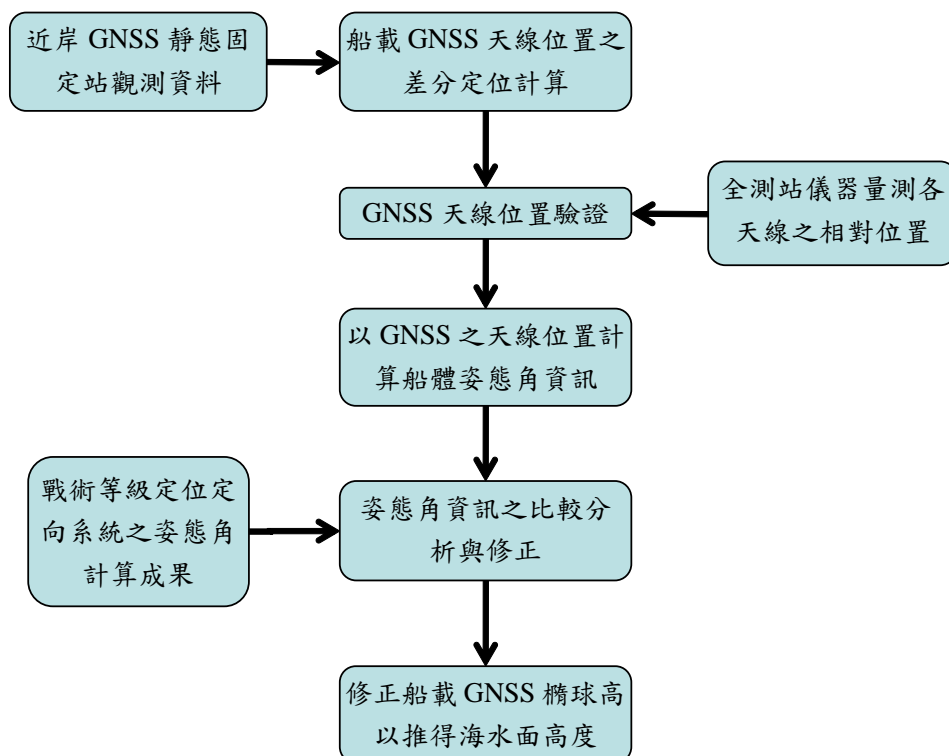 近岸 GNSS 靜態固
定站觀測資料
船載 GNSS 天線位置之
差分定位計算
GNSS 天線位置驗證
全測站儀器量測各
天線之相對位置
以 GNSS 之天線位置計
算船體姿態角資訊
戰術等級定位定
向系統之姿態角
計算成果
姿態角資訊之比較分
析與修正
修正船載 GNSS 橢球高
以推得海水面高度